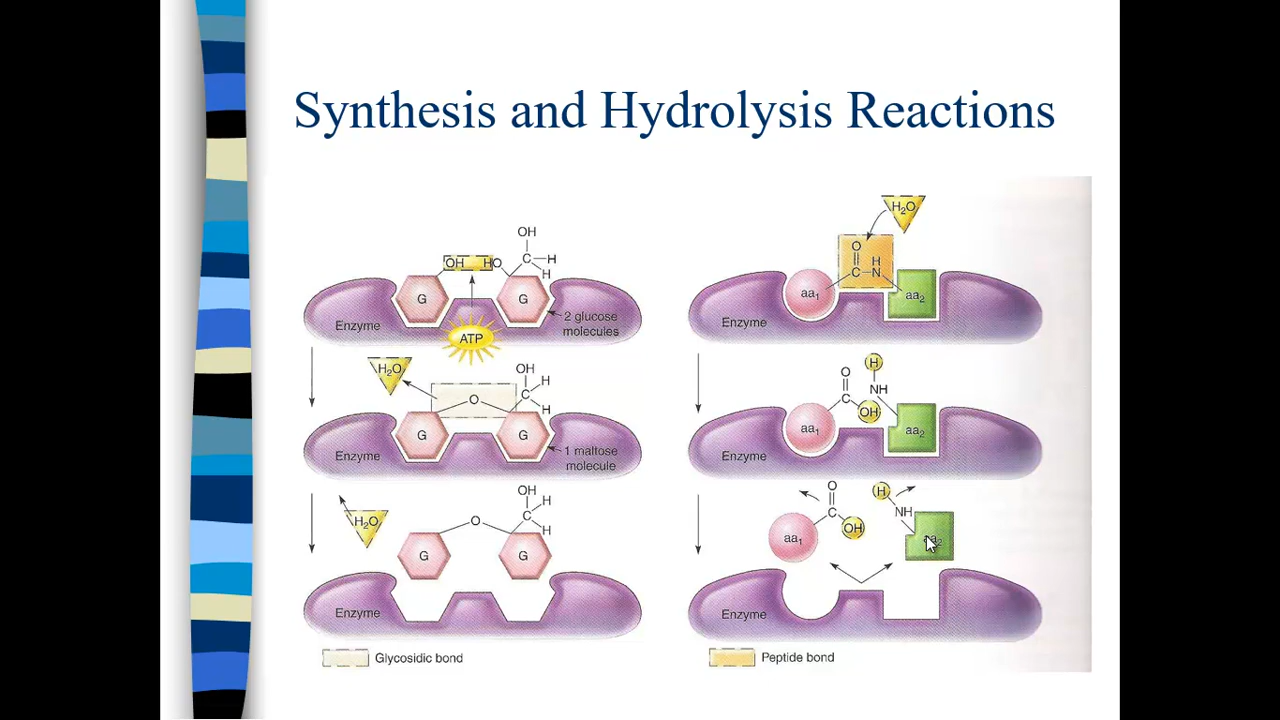 Synthesis and Hydrolysis Reactions
OH
OH HO C H
H
G G
Enzyme
2 glucose
molecules
ATP
H₂O
OH
H
O C
H
G G
Enzyme
1 maltose
molecule
OH
H
H₂O
O C
H
G G
Enzyme
Glycosidic bond
H₂O
O
H
C N
aa₁ aa₂
Enzyme
H
O
NH
C
OH
aa₁ aa₂
Enzyme
O H
C NH
OH
aa₁
Enzyme
Peptide bond